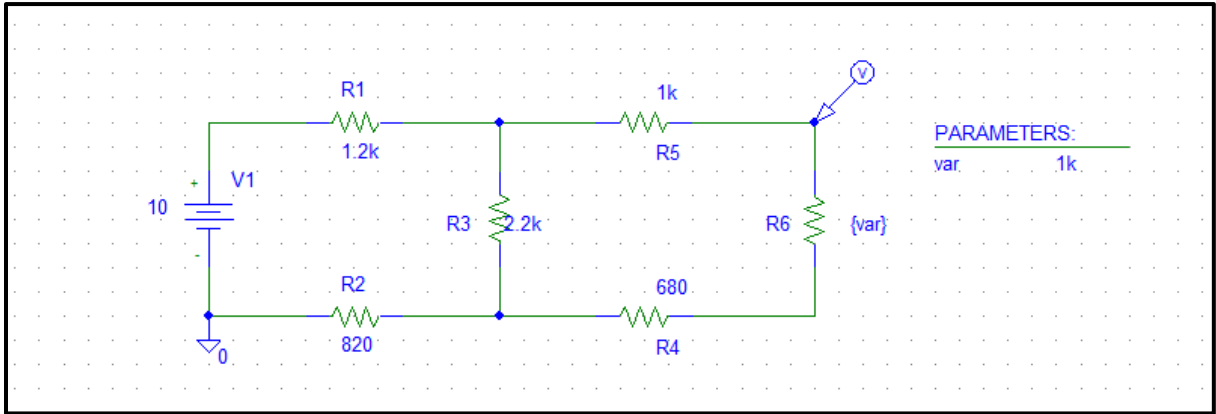 V
R1
1k
1.2k
R5
PARAMETERS:
var 1k
+
V1
10
R3
2.2k
R6
{var}
-
R2
680
820
R4
0